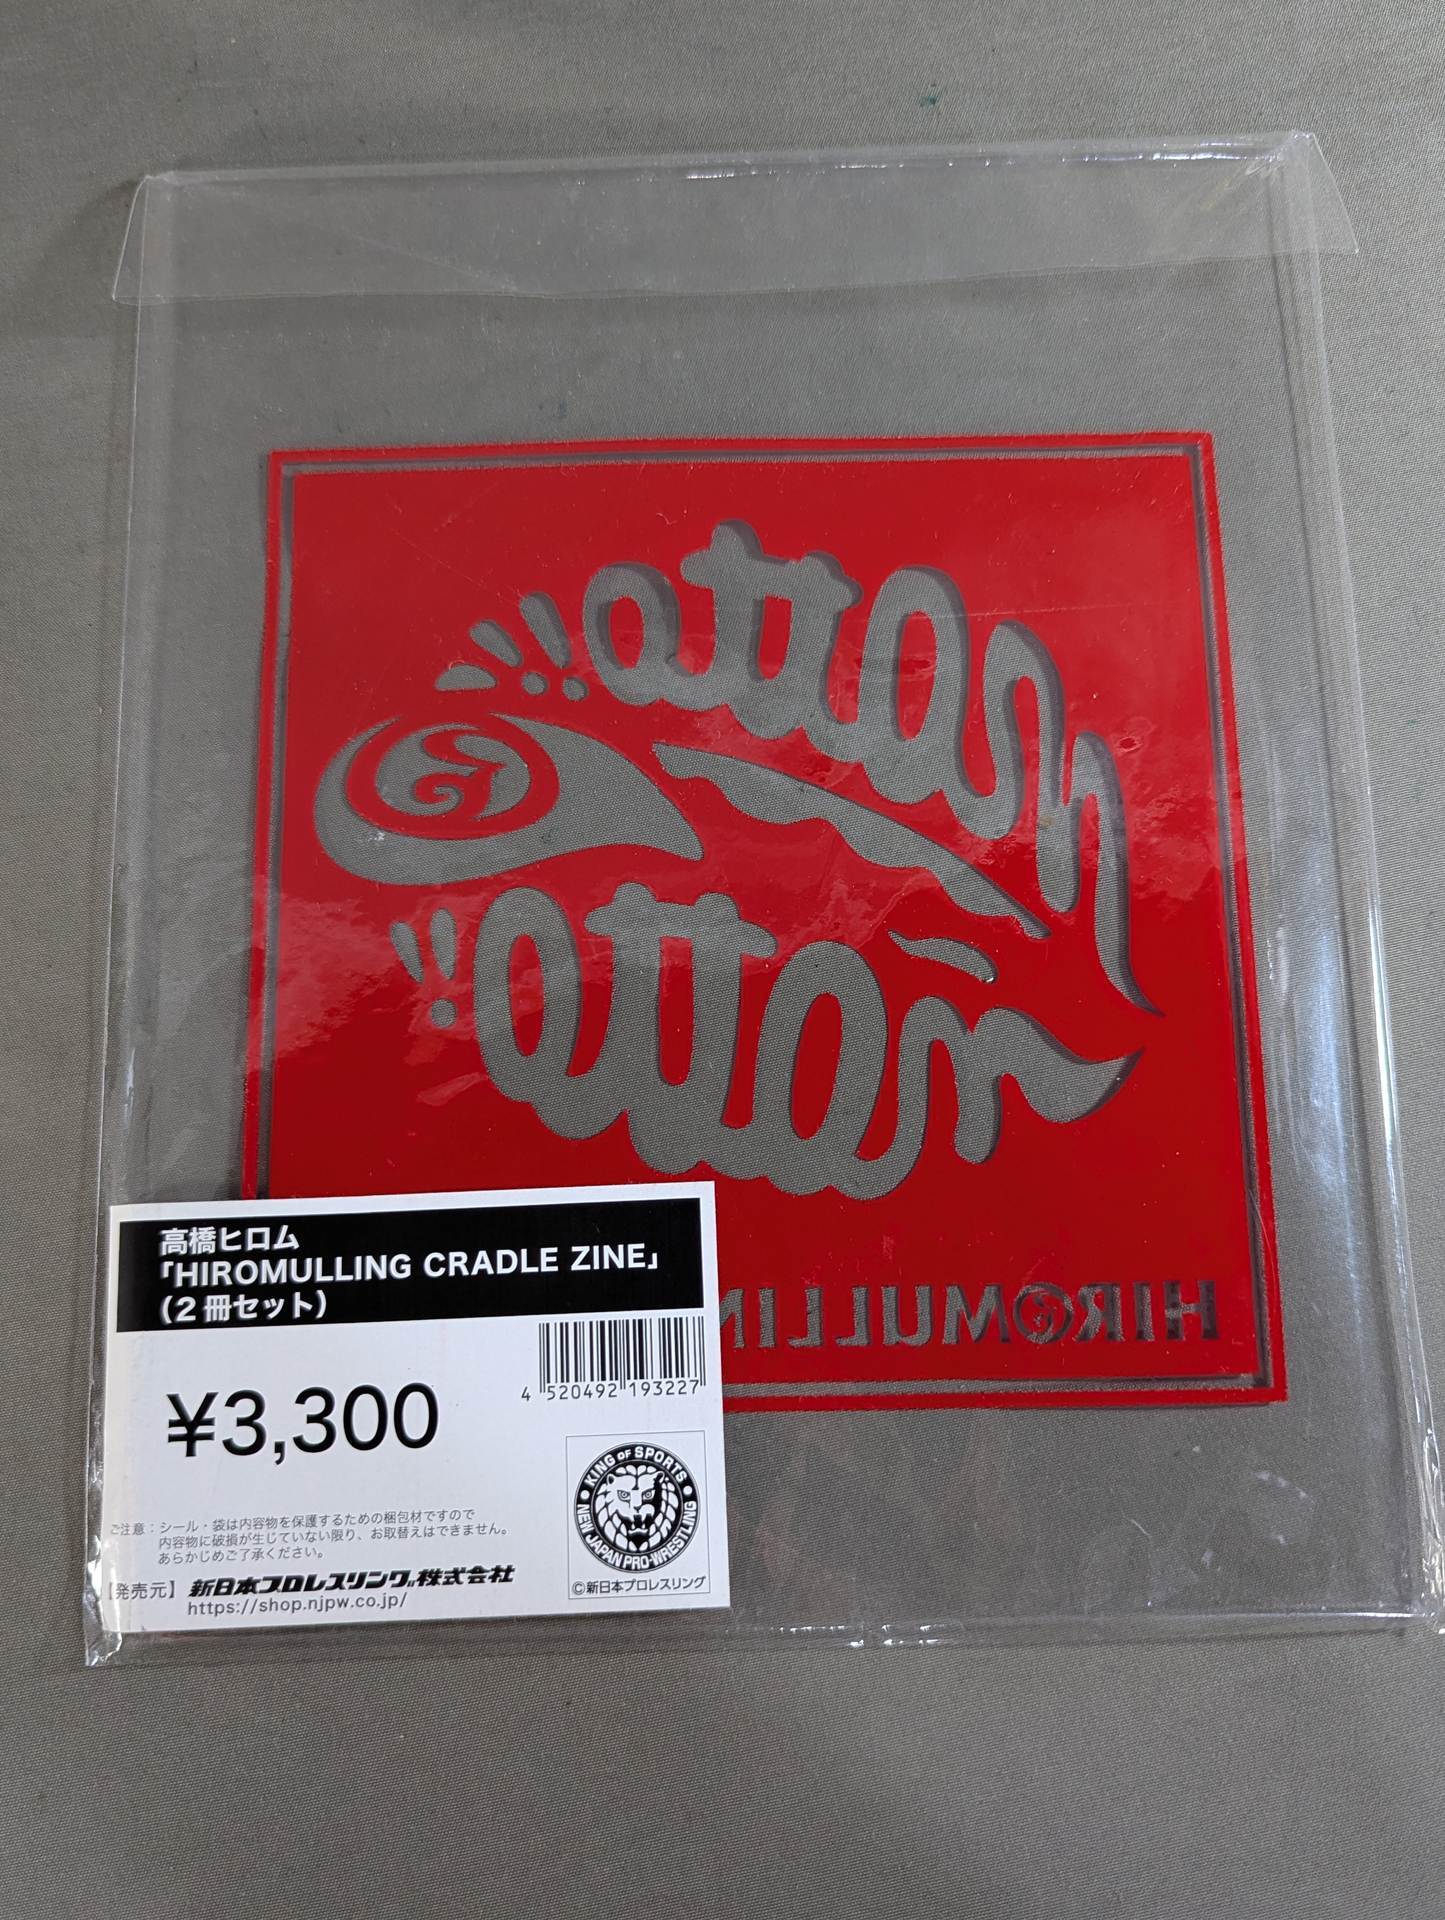 HIROMULLIN
高橋ヒロム
「HIROMULLING CRADLE ZINE」
(2冊セット)
4 520492 193227
¥3,300
KING OF SPORTS
NEW JAPAN PRO-WRESTLING
©新日本プロレスリング
ご注意:シール・袋は内容物を保護するための梱包材ですので
内容物に破損が生じていない限り、お取替えはできません。
あらかじめご了承ください。
【発売元】新日本プロレスリング株式会社
https://shop.njpw.co.jp/